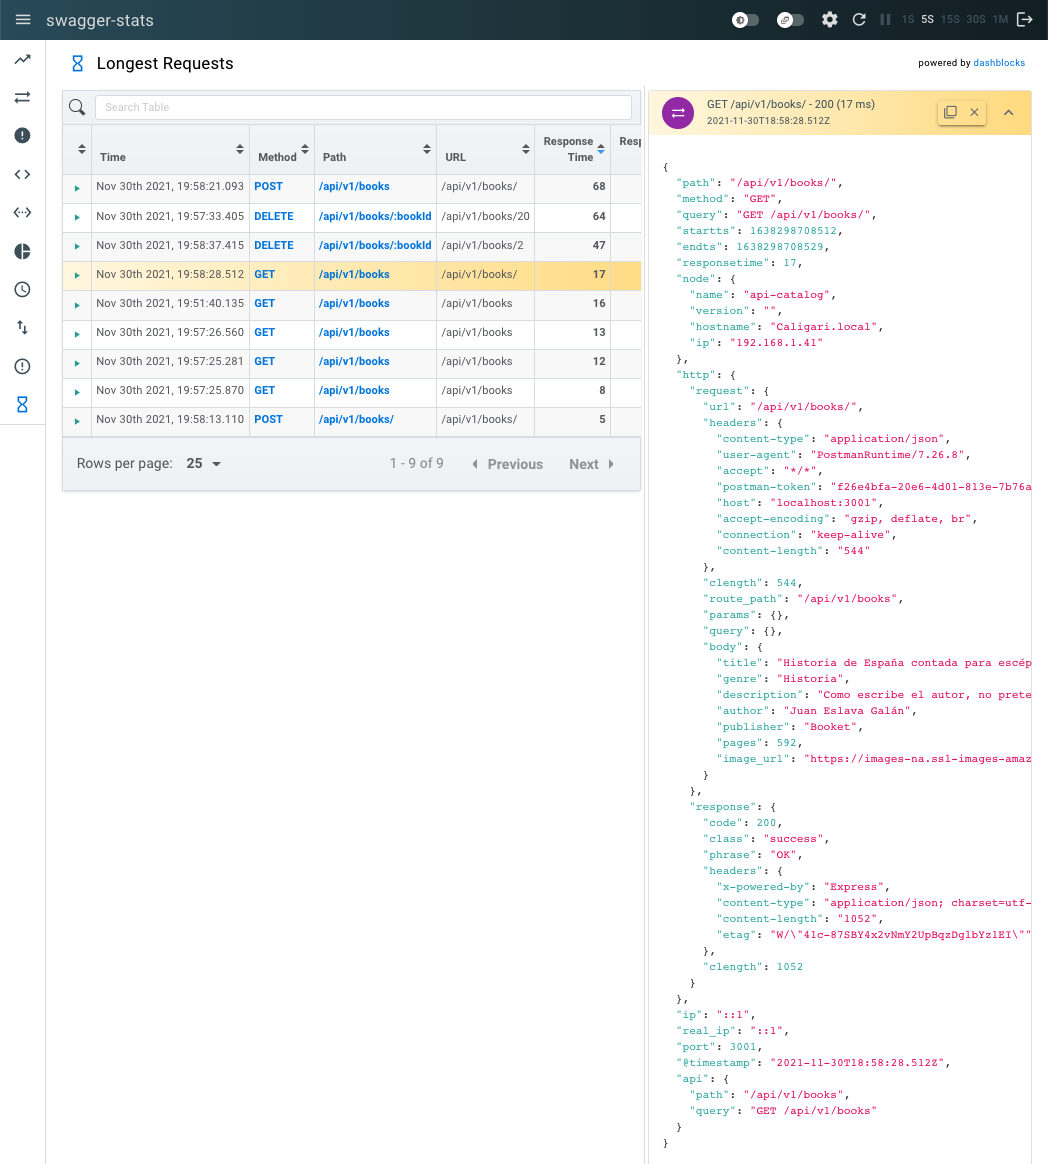 swagger-stats
1S 5S 15S 30S 1M
Longest Requests
powered by dashblocks
Search Table
Time Method Path URL Response Time Resp
Nov 30th 2021, 19:58:21.093 POST /api/v1/books /api/v1/books/ 68
Nov 30th 2021, 19:57:33.405 DELETE /api/v1/books/:bookId /api/v1/books/20 64
Nov 30th 2021, 19:58:37.415 DELETE /api/v1/books/:bookId /api/v1/books/2 47
Nov 30th 2021, 19:58:28.512 GET /api/v1/books /api/v1/books/ 17
Nov 30th 2021, 19:51:40.135 GET /api/v1/books /api/v1/books 16
Nov 30th 2021, 19:57:26.560 GET /api/v1/books /api/v1/books 13
Nov 30th 2021, 19:57:25.281 GET /api/v1/books /api/v1/books 12
Nov 30th 2021, 19:57:25.870 GET /api/v1/books /api/v1/books 8
Nov 30th 2021, 19:58:13.110 POST /api/v1/books/ /api/v1/books/ 5
Rows per page: 25 1 - 9 of 9 Previous Next
GET /api/v1/books/ - 200 (17 ms)
2021-11-30T18:58:28.512Z
{
"path": "/api/v1/books/",
"method": "GET",
"query": "GET /api/v1/books/",
"startts": 1638298708512,
"endts": 1638298708529,
"responsetime": 17,
"node": {
"name": "api-catalog",
"version": "",
"hostname": "Caligari.local",
"ip": "192.168.1.41"
},
"http": {
"request": {
"url": "/api/v1/books/",
"headers": {
"content-type": "application/json",
"user-agent": "PostmanRuntime/7.26.8",
"accept": "*/*",
"postman-token": "f26e4bfa-20e6-4d01-813e-7b76a
"host": "localhost:3001",
"accept-encoding": "gzip, deflate, br",
"connection": "keep-alive",
"content-length": "544"
},
"clength": 544,
"route_path": "/api/v1/books",
"params": {},
"query": {},
"body": {
"title": "Historia de España contada para escép
"genre": "Historia",
"description": "Como escribe el autor, no prete
"author": "Juan Eslava Galán",
"publisher": "Booket",
"pages": 592,
"image_url": "https://images-na.ssl-images-amaz
}
},
"response": {
"code": 200,
"class": "success",
"phrase": "OK",
"headers": {
"x-powered-by": "Express",
"content-type": "application/json; charset=utf-
"content-length": "1052",
"etag": "W/\"41c-87SBY4x2vNmY2UpBqzDglbYz1EI\""
},
"clength": 1052
}
},
"ip": "::1",
"real_ip": "::1",
"port": 3001,
"@timestamp": "2021-11-30T18:58:28.512Z",
"api": {
"path": "/api/v1/books",
"query": "GET /api/v1/books"
}
}